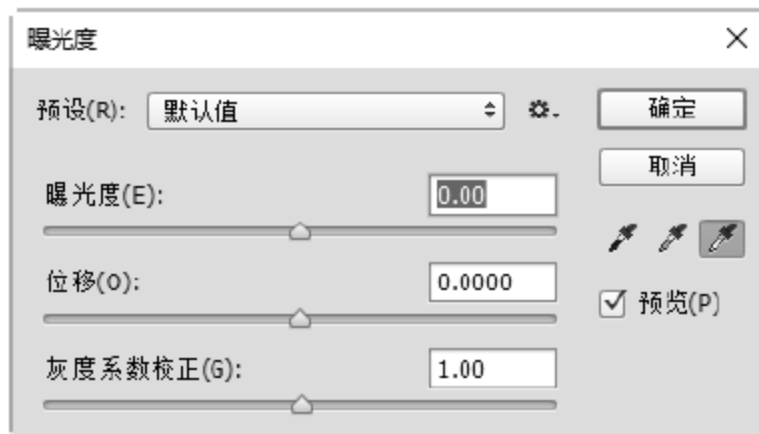 曝光度
预设(R): 默认值
确定
取消
曝光度(E): 0.00
位移(O): 0.0000
预览(P)
灰度系数校正(G): 1.00